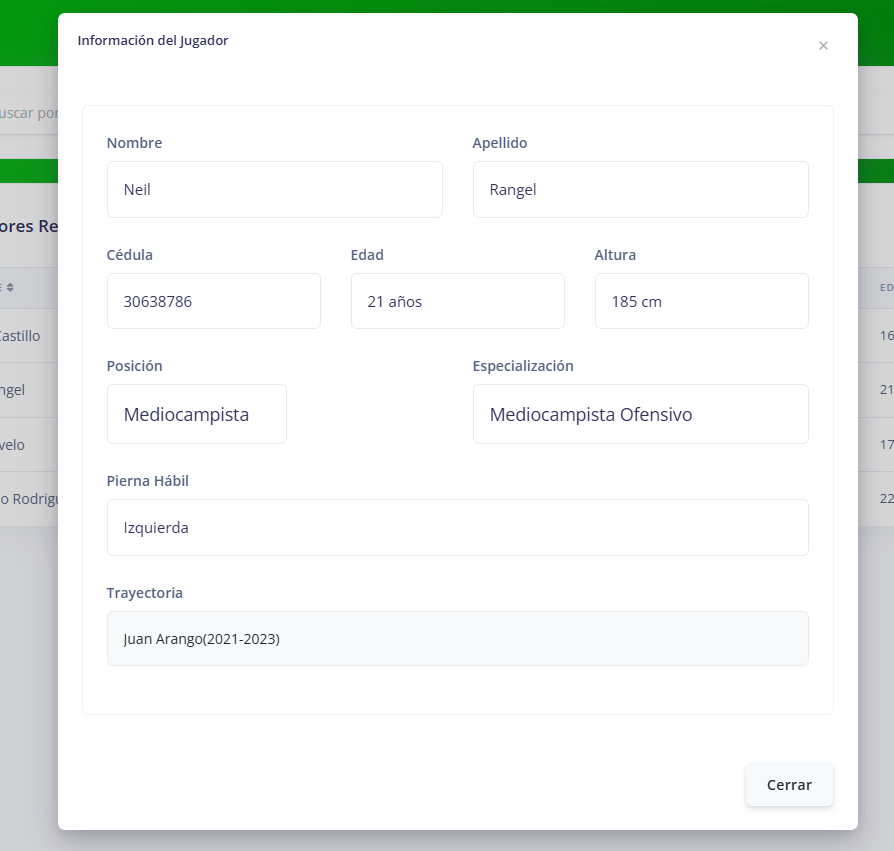 Información del Jugador
×
uscar por
Nombre
Apellido
Neil
Rangel
ores Re
Cédula
Edad
Altura
ED
30638786
21 años
185 cm
Castillo
16
Posición
Especialización
ngel
21
Mediocampista
Mediocampista Ofensivo
velo
17
Pierna Hábil
o Rodrigu
22
Izquierda
Trayectoria
Juan Arango(2021-2023)
Cerrar